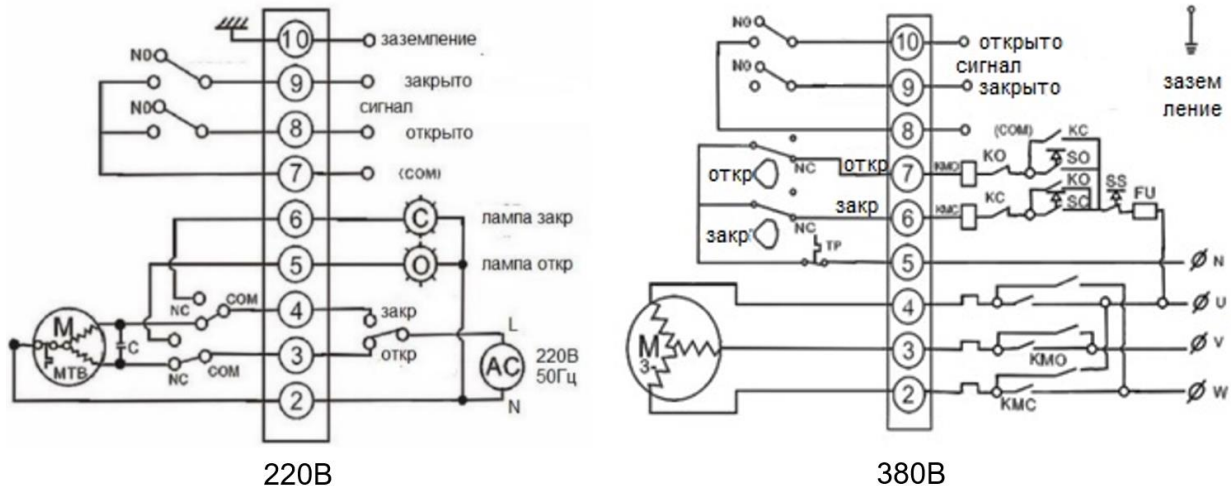 10
заземление
N0
9
закрыто
сигнал
N0
8
открыто
7
(COM)
6
C
лампа закр
5
O
лампа откр
NC
COM
4
закр
L
M
C
MTB
откр
AC
220В
50Гц
NC
COM
3
2
N
220В
N0
10
открыто
сигнал
N0
9
закрыто
зазем
ление
8
(COM)
KC
откр
NC
откр
7
KMO
KO
SO
KO
SS
FU
закр
NC
закр
6
KMC
KC
SC
TP
5
N
4
U
M
3~
3
KMO
V
2
KMC
W
380В